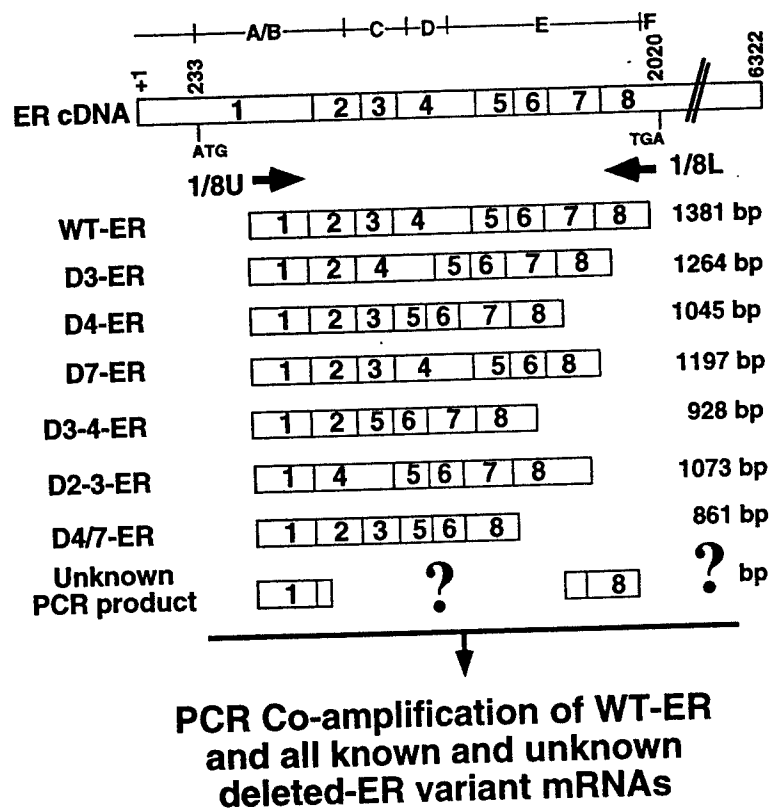 A/B C D E F
+1 233 2020 6322
ER cDNA 1 2 3 4 5 6 7 8
ATG TGA
1/8U 1/8L
WT-ER 1 2 3 4 5 6 7 8 1381 bp
D3-ER 1 2 4 5 6 7 8 1264 bp
D4-ER 1 2 3 5 6 7 8 1045 bp
D7-ER 1 2 3 4 5 6 8 1197 bp
D3-4-ER 1 2 5 6 7 8 928 bp
D2-3-ER 1 4 5 6 7 8 1073 bp
D4/7-ER 1 2 3 5 6 8 861 bp
Unknown
PCR product 1 ? 8 ? bp
PCR Co-amplification of WT-ER
and all known and unknown
deleted-ER variant mRNAs